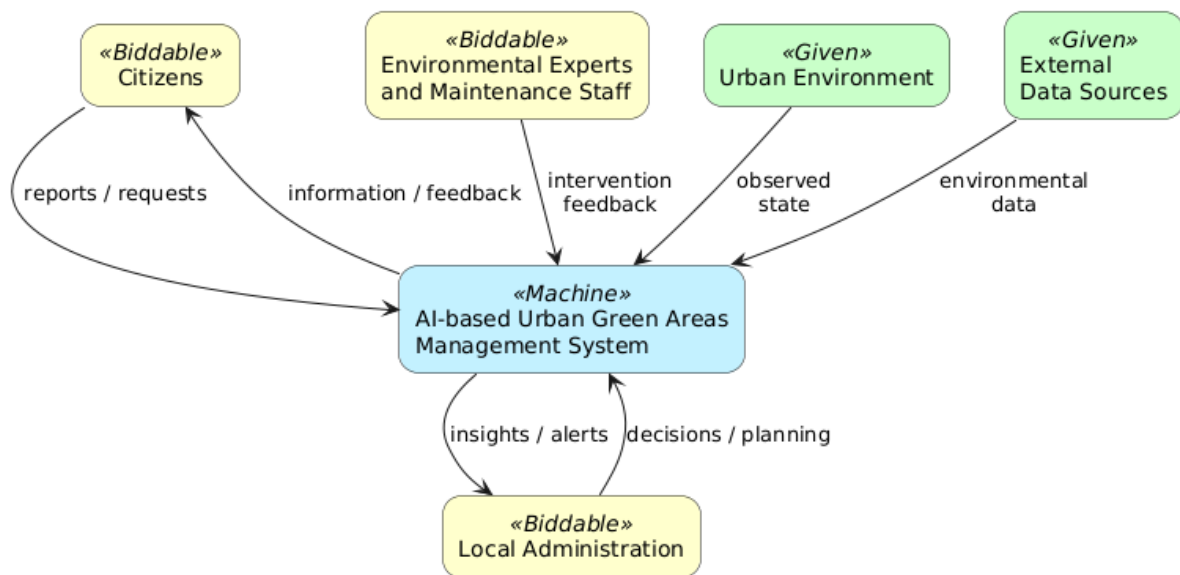 «Biddable»
Citizens
«Biddable»
Environmental Experts
and Maintenance Staff
«Given»
Urban Environment
«Given»
External
Data Sources
reports / requests
information / feedback
intervention
feedback
observed
state
environmental
data
«Machine»
AI-based Urban Green Areas
Management System
insights / alerts
decisions / planning
«Biddable»
Local Administration